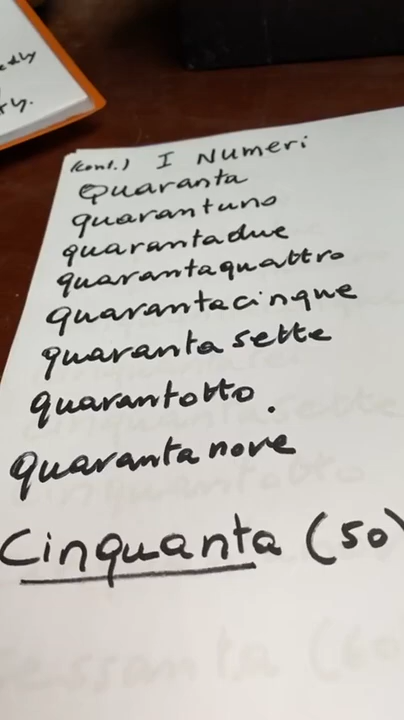 (cont.) I Numeri
Quaranta
quarantuno
quarantadue
quarantaquattro
quarantacinque
quarantasette
quarantotto.
quarantanove
Cinquanta (50)